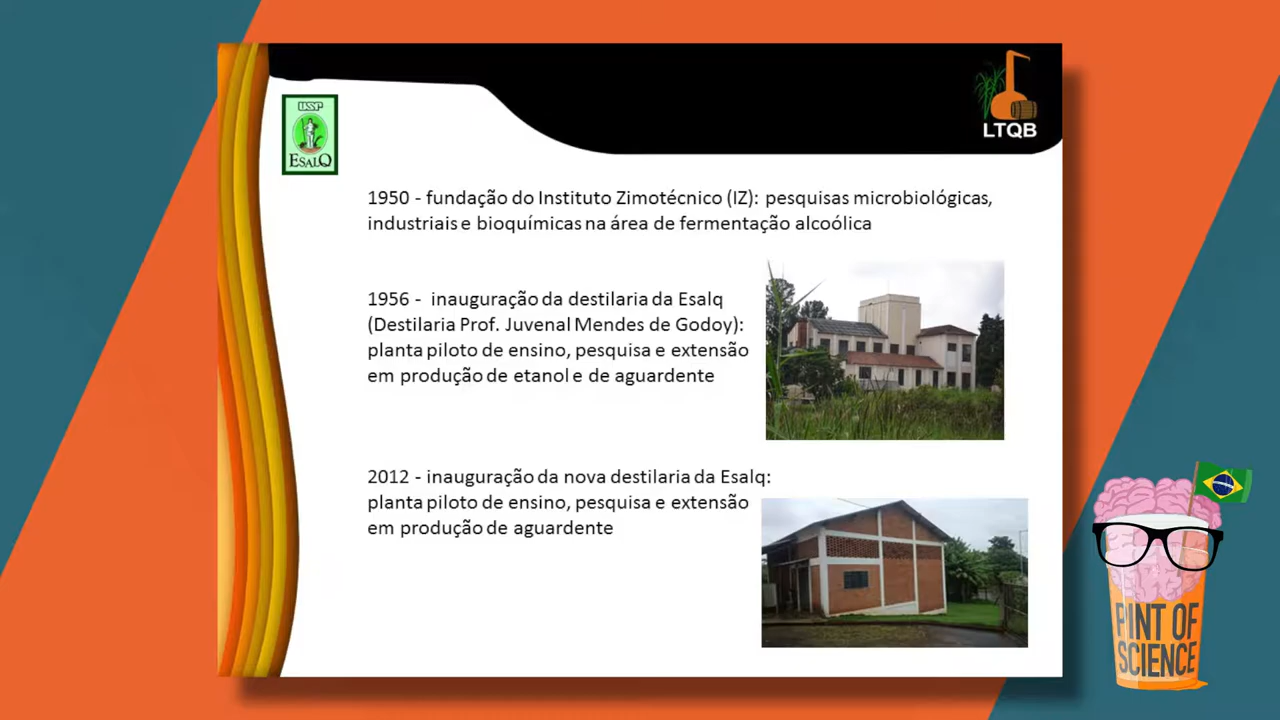 LTQB
USP
ESALQ
1950 - fundação do Instituto Zimotécnico (IZ): pesquisas microbiológicas,
industriais e bioquímicas na área de fermentação alcoólica
1956 - inauguração da destilaria da Esalq
(Destilaria Prof. Juvenal Mendes de Godoy):
planta piloto de ensino, pesquisa e extensão
em produção de etanol e de aguardente
2012 - inauguração da nova destilaria da Esalq:
planta piloto de ensino, pesquisa e extensão
em produção de aguardente
PINT OF
SCIENCE